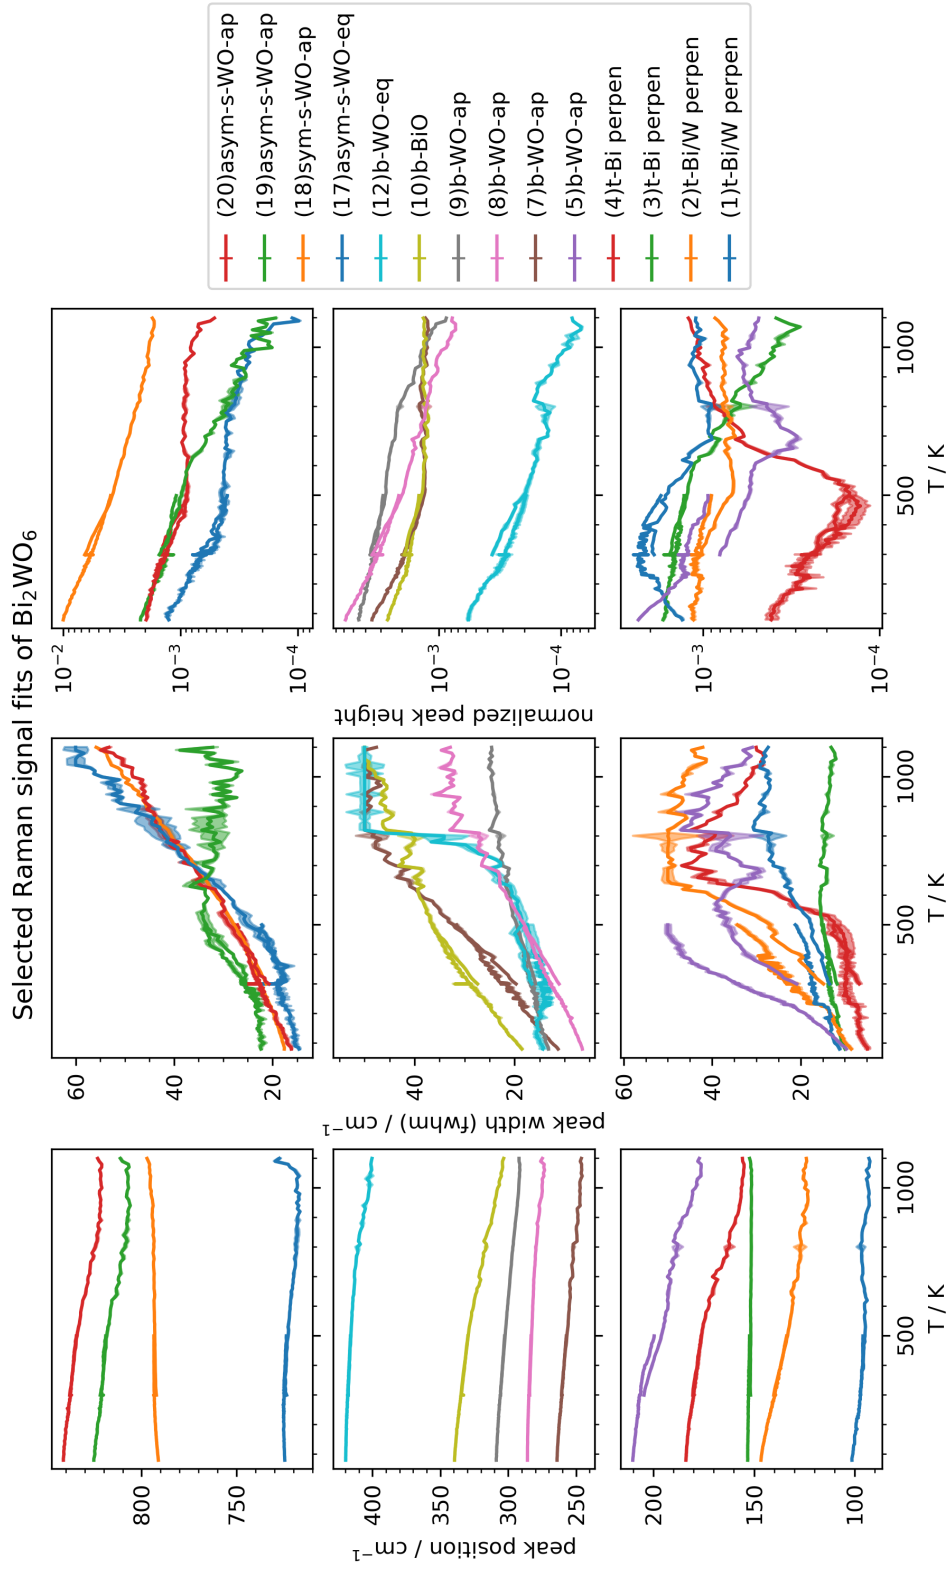 Selected Raman signal fits of Bi₂WO₆
800
750
peak position / cm⁻¹
400
350
300
250
200
150
100
500
1000
T / K
60
40
20
peak width (fwhm) / cm⁻¹
40
20
60
40
20
500
1000
T / K
10⁻²
10⁻³
10⁻⁴
normalized peak height
10⁻³
10⁻⁴
10⁻³
10⁻⁴
500
1000
T / K
(20)asym-s-WO-ap
(19)asym-s-WO-ap
(18)sym-s-WO-ap
(17)asym-s-WO-eq
(12)b-WO-eq
(10)b-BiO
(9)b-WO-ap
(8)b-WO-ap
(7)b-WO-ap
(5)b-WO-ap
(4)t-Bi perpen
(3)t-Bi perpen
(2)t-Bi/W perpen
(1)t-Bi/W perpen